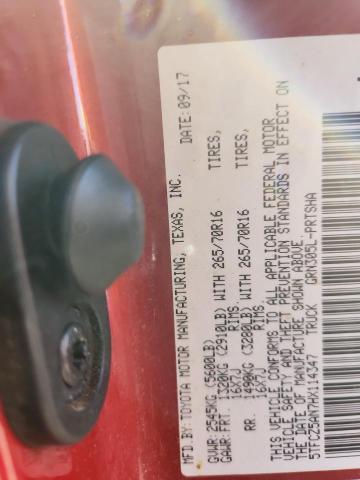 MFD.BY:TOYOTA MOTOR MANUFACTURING, TEXAS, INC. DATE: 09/17
GVWR:2545KG (5600LB)
GAWR:FRT. 1320KG (2910LB) WITH 265/70R16 TIRES,
16X7J RIMS,
RR. 1490KG (3280LB) WITH 265/70R16 TIRES,
16X7J RIMS.
THIS VEHICLE CONFORMS TO ALL APPLICABLE FEDERAL MOTOR
VEHICLE SAFETY AND THEFT PREVENTION STANDARDS IN EFFECT ON
THE DATE OF MANUFACTURE SHOWN ABOVE.
5TFCZ5AN7HX114347 TRUCK GRN305L-PRTSHA